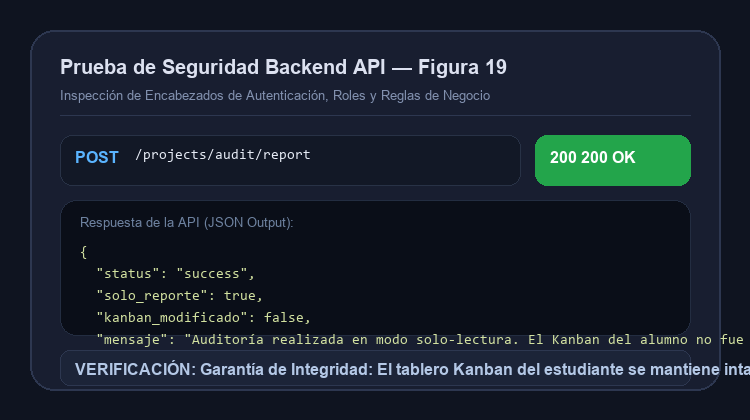 Prueba de Seguridad Backend API — Figura 19
Inspección de Encabezados de Autenticación, Roles y Reglas de Negocio
POST /projects/audit/report 200 200 OK
Respuesta de la API (JSON Output):
{
"status": "success",
"solo_reporte": true,
"kanban_modificado": false,
"mensaje": "Auditoría realizada en modo solo-lectura. El Kanban del alumno no fue
VERIFICACIÓN: Garantía de Integridad: El tablero Kanban del estudiante se mantiene inta